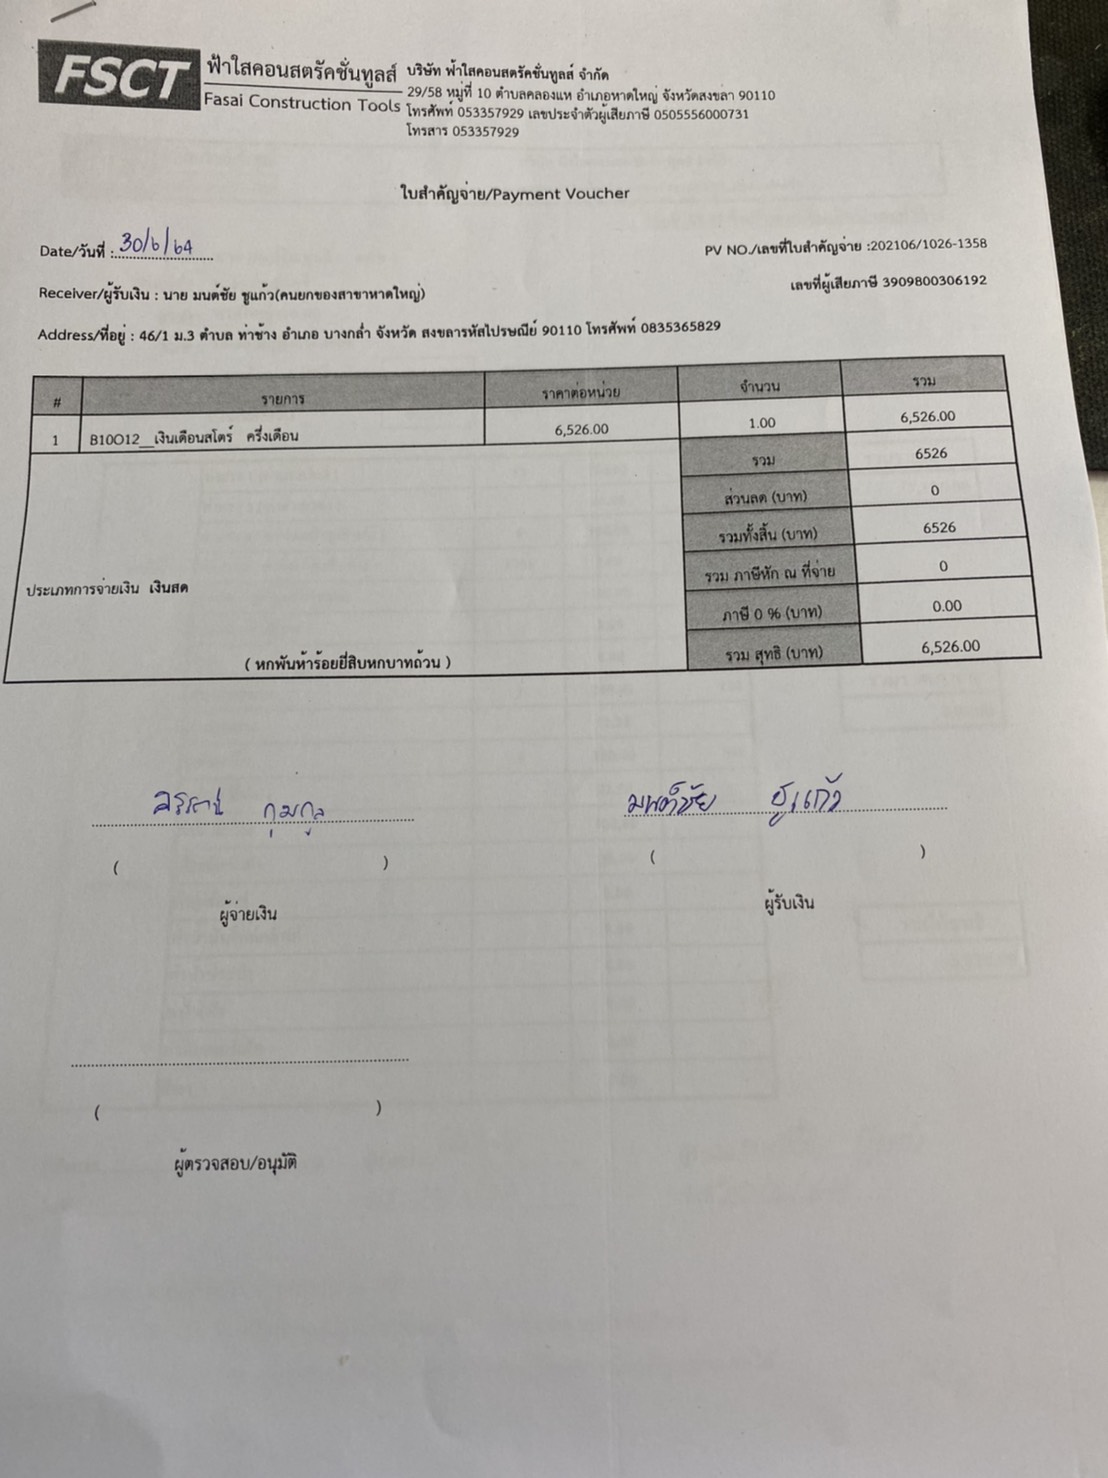 FSCT
ฟ้าใสคอนสตรัคชั่นทูลส์
Fasai Construction Tools
บริษัท ฟ้าใสคอนสตรัคชั่นทูลส์ จำกัด
29/58 หมู่ที่ 10 ตำบลคลองแห อำเภอหาดใหญ่ จังหวัดสงขลา 90110
โทรศัพท์ 053357929 เลขประจำตัวผู้เสียภาษี 0505556000731
โทรสาร 053357929
ใบสำคัญจ่าย/Payment Voucher
Date/วันที่ : 30/6/64
PV NO./เลขที่ใบสำคัญจ่าย :202106/1026-1358
เลขที่ผู้เสียภาษี 3909800306192
Receiver/ผู้รับเงิน : นาย มนต์ชัย ชูแก้ว(คนยกของสาขาหาดใหญ่)
Address/ที่อยู่ : 46/1 ม.3 ตำบล ท่าช้าง อำเภอ บางกล่ำ จังหวัด สงขลารหัสไปรษณีย์ 90110 โทรศัพท์ 0835365829
# รายการ ราคาต่อหน่วย จำนวน รวม
1 B10O12__เงินเดือนสโตร์ ครึ่งเดือน 6,526.00 1.00 6,526.00
รวม 6526
ส่วนลด (บาท) 0
รวมทั้งสิ้น (บาท) 6526
รวม ภาษีหัก ณ ที่จ่าย 0
ประเภทการจ่ายเงิน เงินสด
ภาษี 0 % (บาท) 0.00
( หกพันห้าร้อยยี่สิบหกบาทถ้วน ) รวม สุทธิ (บาท) 6,526.00
มนต์ชัย ชูแก้ว
( ) ( )
ผู้จ่ายเงิน ผู้รับเงิน
( )
ผู้ตรวจสอบ/อนุมัติ